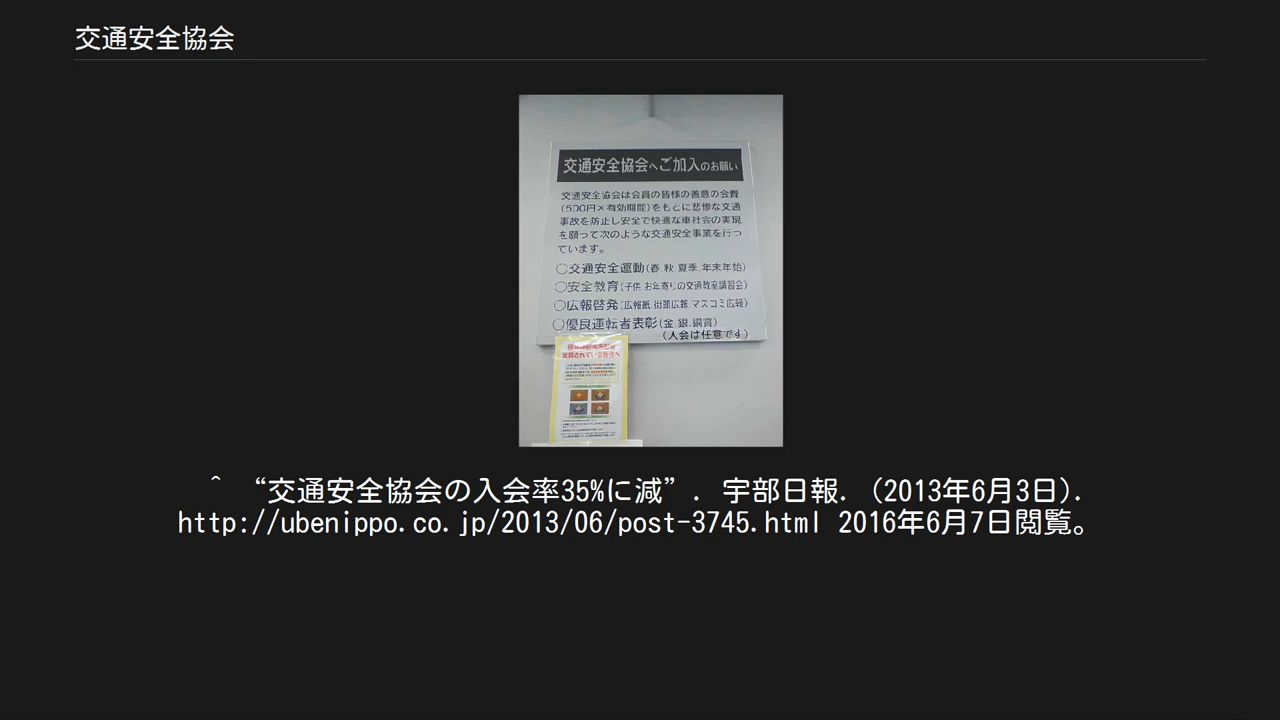 交通安全協会
交通安全協会へご加入のお願い
交通安全協会は会員の皆様の善意の会費
(500円×有効期間)をもとに悲惨な交通
事故を防止し安全で快適な車社会の実現
を願って次のような交通安全事業を行っ
ています。
○交通安全運動(春.秋.夏季.年末年始)
○安全教育(子供.お年寄りの交通教室講習会)
○広報啓発(広報紙.街頭広報.マスコミ広報)
○優良運転者表彰(金.銀.銅賞)
(入会は任意です)
^ “交通安全協会の入会率35%に減”. 宇部日報. (2013年6月3日).
http://ubenippo.co.jp/2013/06/post-3745.html 2016年6月7日閲覧。